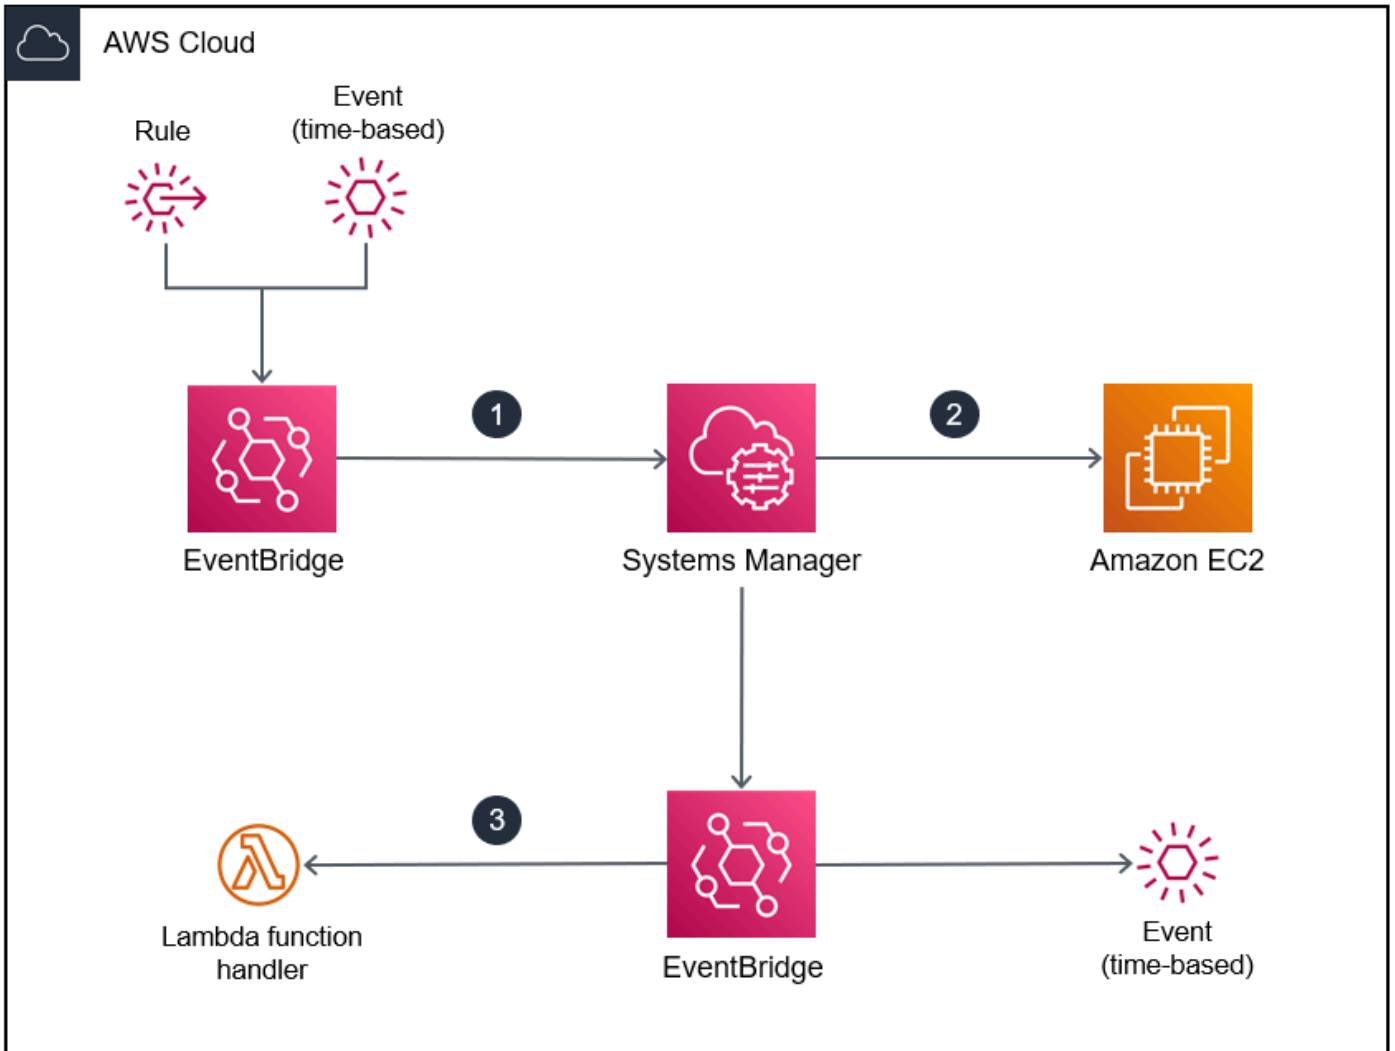 AWS Cloud
Rule
Event
(time-based)
1
2
EventBridge
Systems Manager
Amazon EC2
3
Lambda function
handler
EventBridge
Event
(time-based)